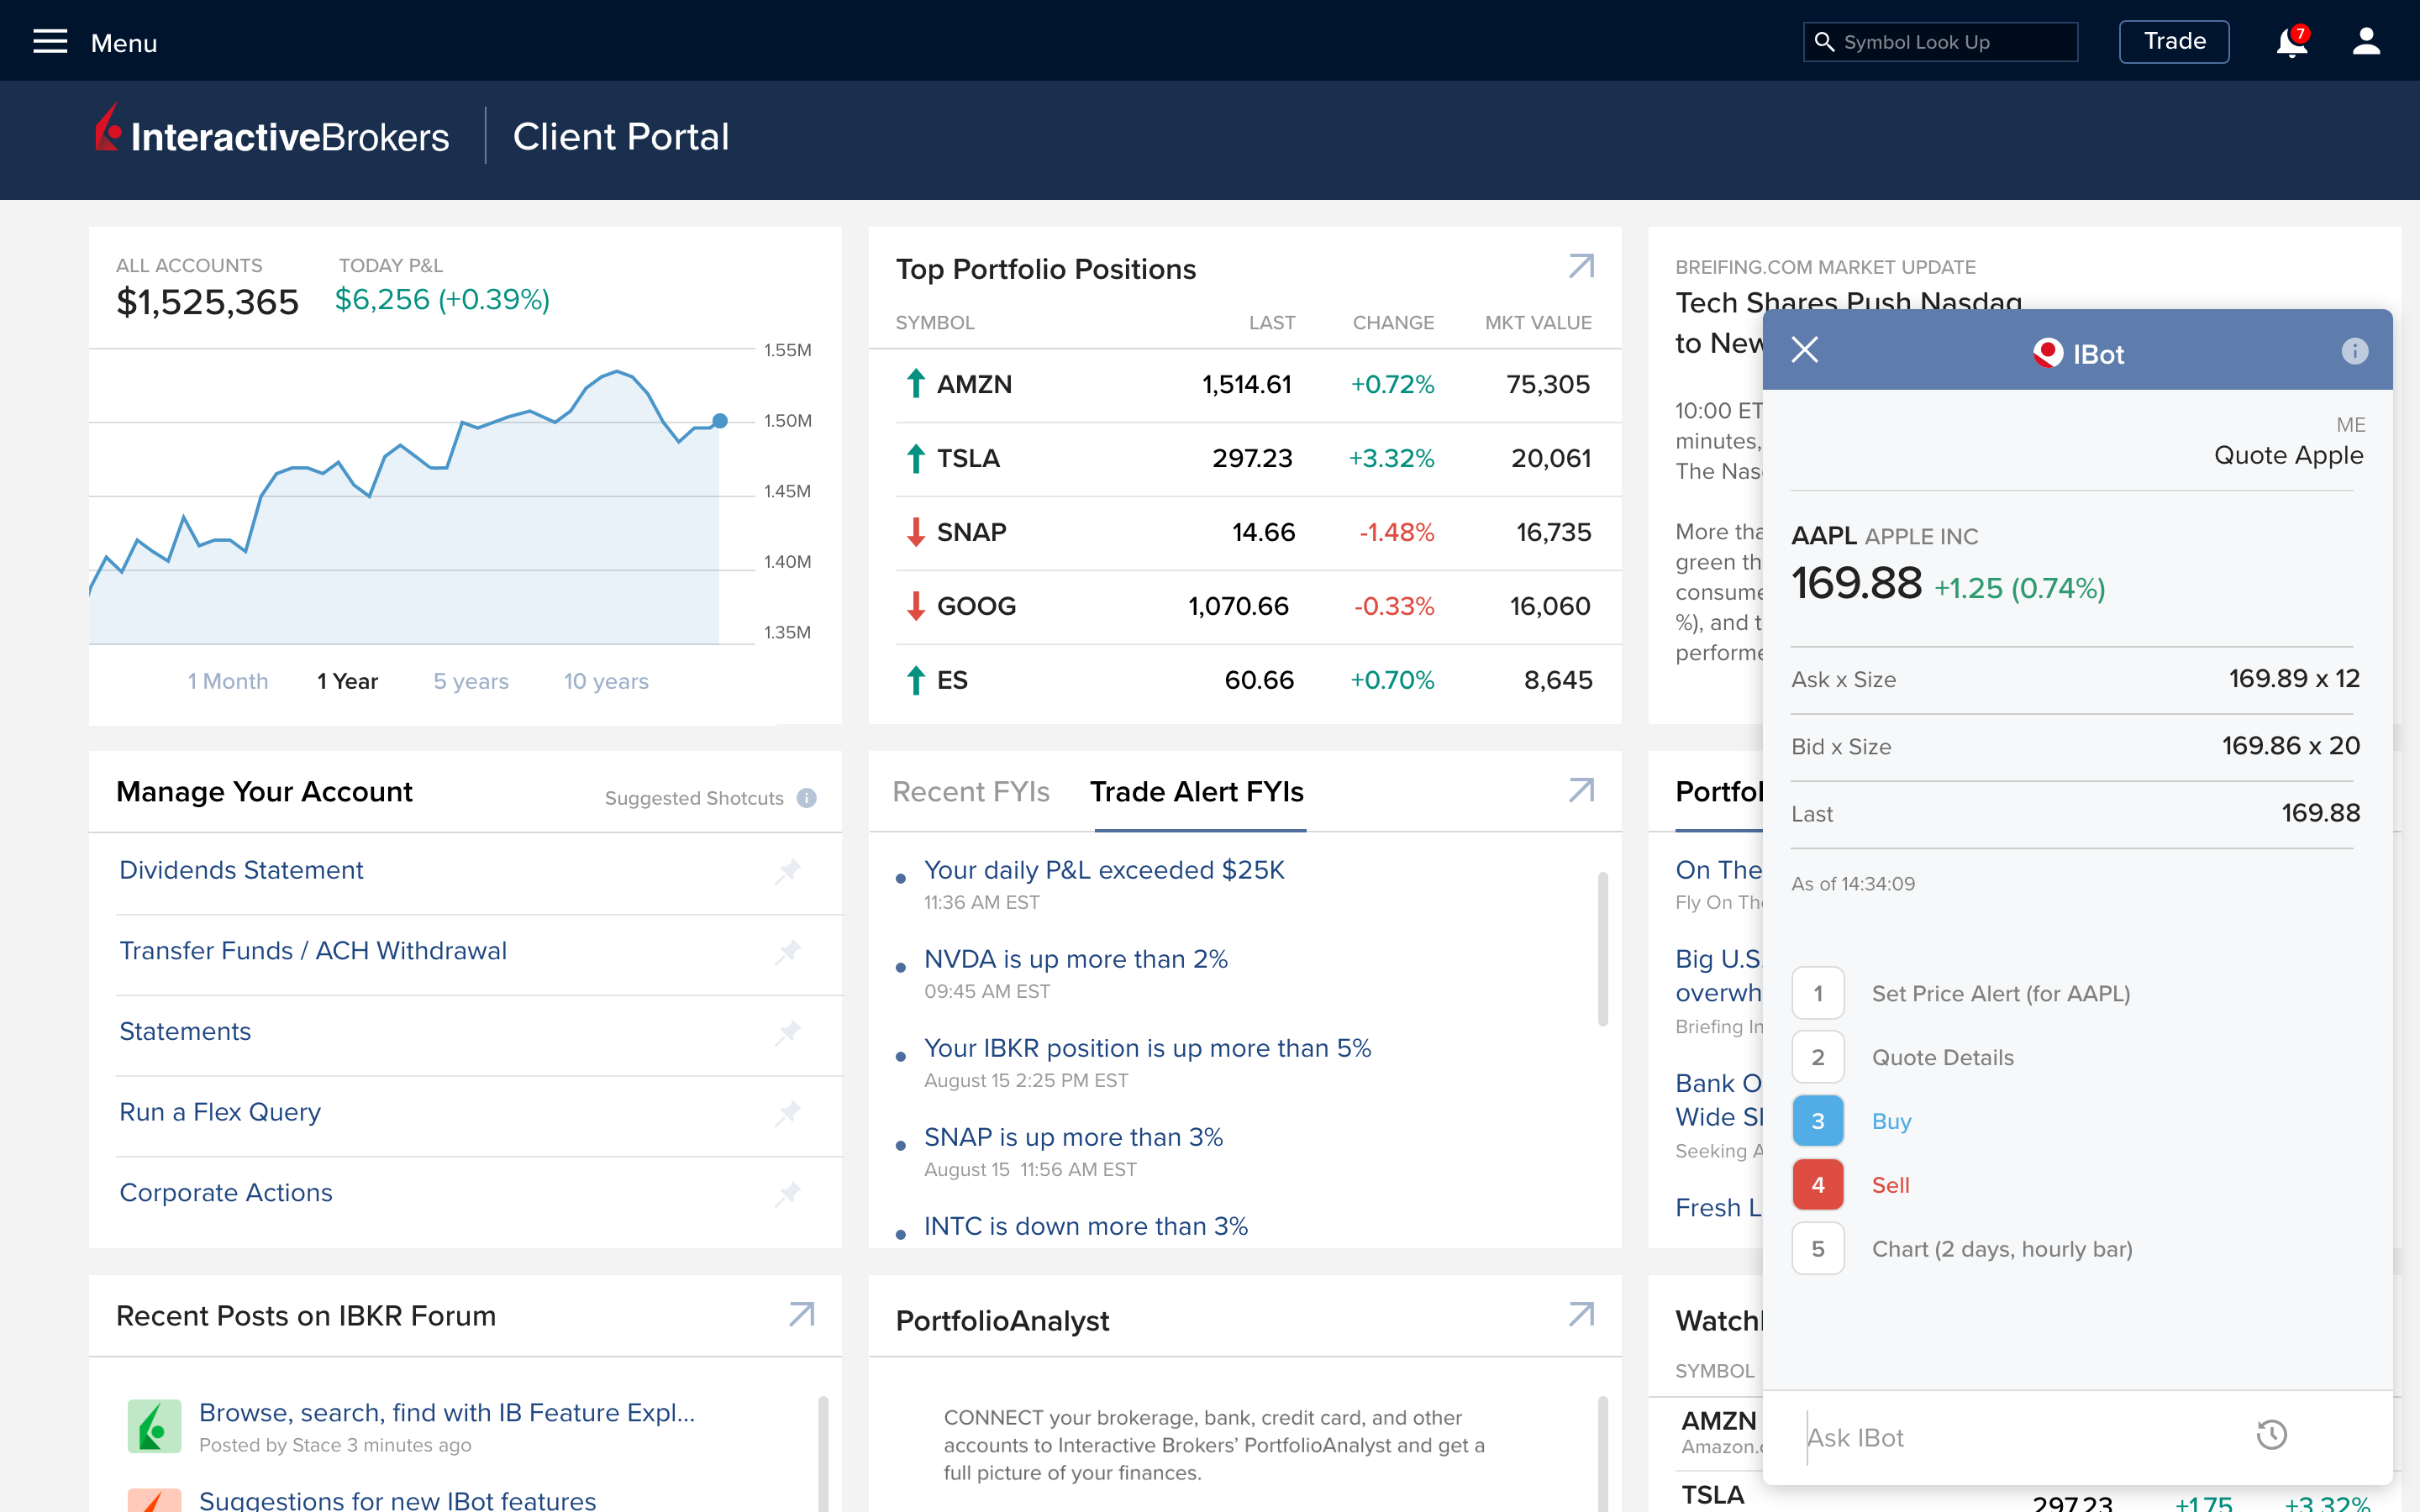 Menu
Symbol Look Up
Trade
7
InteractiveBrokers
Client Portal
ALL ACCOUNTS
$1,525,365
TODAY P&L
$6,256 (+0.39%)
1.55M
1.50M
1.45M
1.40M
1.35M
1 Month 1 Year 5 years 10 years
Top Portfolio Positions
SYMBOL LAST CHANGE MKT VALUE
AMZN 1,514.61 +0.72% 75,305
TSLA 297.23 +3.32% 20,061
SNAP 14.66 -1.48% 16,735
GOOG 1,070.66 -0.33% 16,060
ES 60.66 +0.70% 8,645
BREIFING.COM MARKET UPDATE
Tech Shares Push Nasdaq
to New
10:00 ET
minutes,
The Nas
More tha
green th
consume
%), and t
performe
Manage Your Account
Suggested Shotcuts
Dividends Statement
Transfer Funds / ACH Withdrawal
Statements
Run a Flex Query
Corporate Actions
Recent FYIs Trade Alert FYIs
Your daily P&L exceeded $25K
11:36 AM EST
NVDA is up more than 2%
09:45 AM EST
Your IBKR position is up more than 5%
August 15 2:25 PM EST
SNAP is up more than 3%
August 15 11:56 AM EST
INTC is down more than 3%
Portfol
On The
Fly On Th
Big U.S.
overwh
Briefing In
Bank O
Wide Sl
Seeking A
Fresh L
Recent Posts on IBKR Forum
Browse, search, find with IB Feature Expl...
Posted by Stace 3 minutes ago
Suggestions for new IBot features
PortfolioAnalyst
CONNECT your brokerage, bank, credit card, and other
accounts to Interactive Brokers’ PortfolioAnalyst and get a
full picture of your finances.
Watchl
SYMBOL
AMZN
Amazon.c
TSLA
297.23 +1.75 +3.32%
IBot
ME
Quote Apple
AAPL APPLE INC
169.88 +1.25 (0.74%)
Ask x Size 169.89 x 12
Bid x Size 169.86 x 20
Last 169.88
As of 14:34:09
1 Set Price Alert (for AAPL)
2 Quote Details
3 Buy
4 Sell
5 Chart (2 days, hourly bar)
Ask IBot